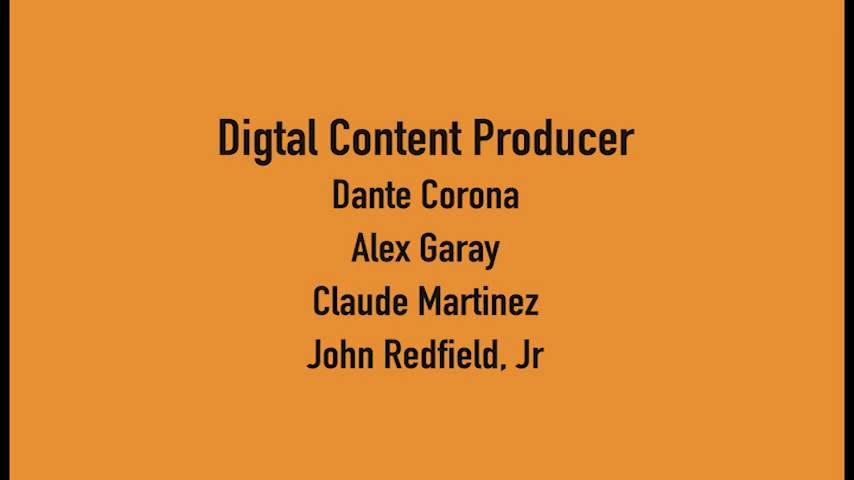 Digtal Content Producer
Dante Corona
Alex Garay
Claude Martinez
John Redfield, Jr